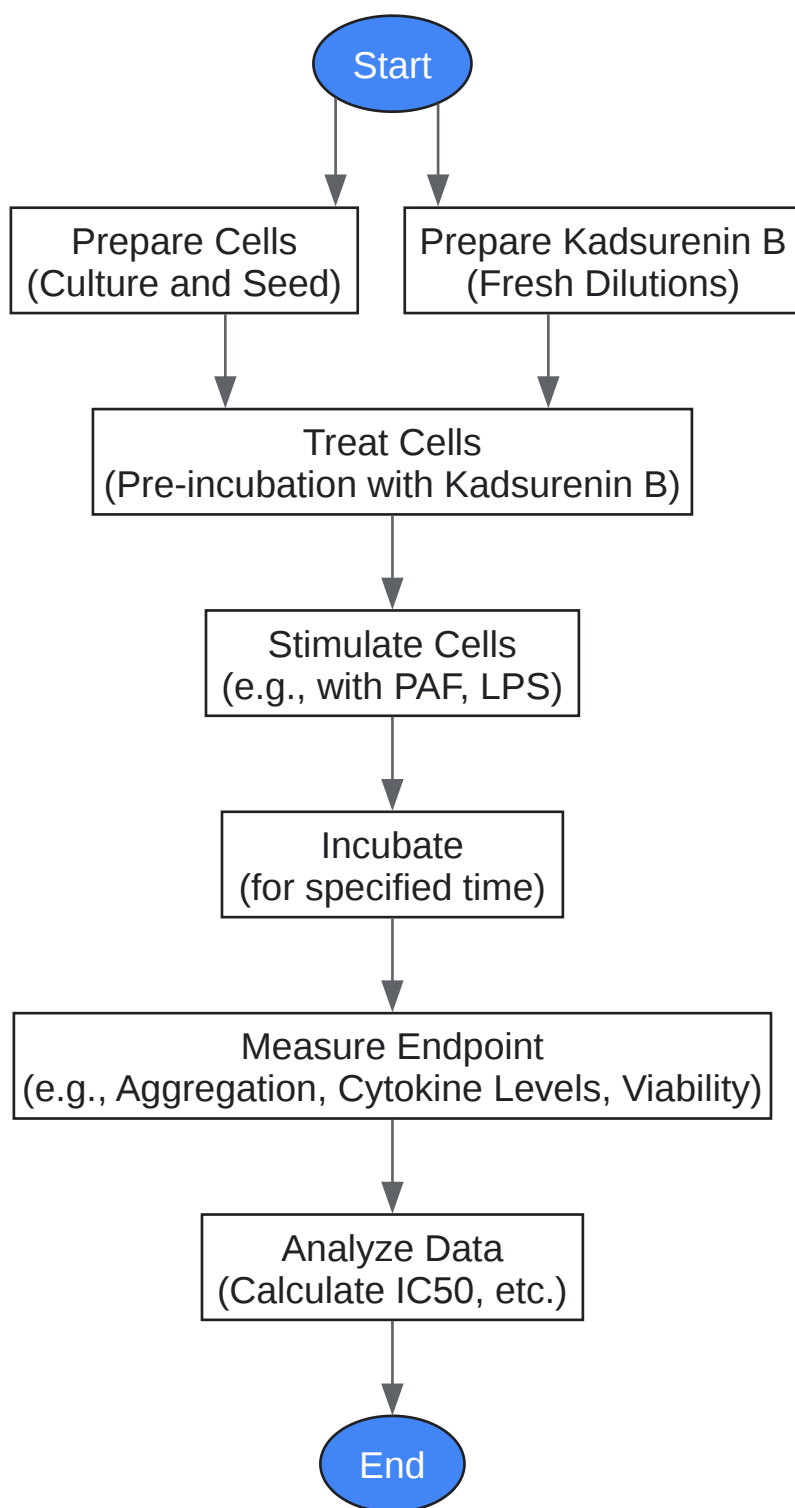 Start
Prepare Cells
(Culture and Seed)
Prepare Kadsurenin B
(Fresh Dilutions)
Treat Cells
(Pre-incubation with Kadsurenin B)
Stimulate Cells
(e.g., with PAF, LPS)
Incubate
(for specified time)
Measure Endpoint
(e.g., Aggregation, Cytokine Levels, Viability)
Analyze Data
(Calculate IC50, etc.)
End